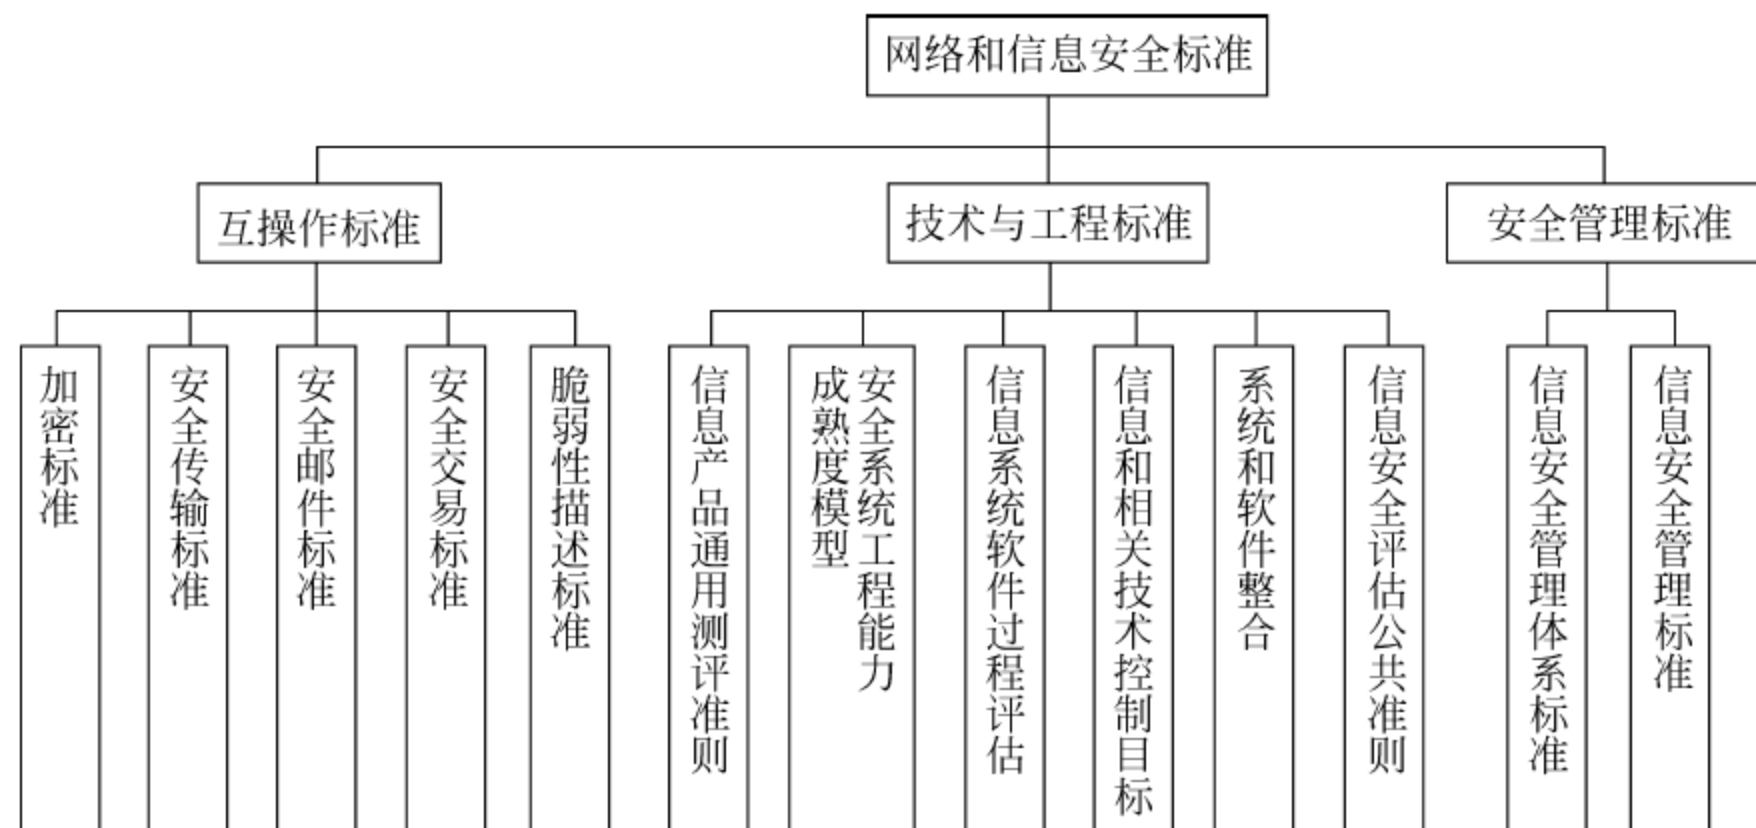 网络和信息安全标准
互操作标准
技术与工程标准
安全管理标准
加密标准
安全传输标准
安全邮件标准
安全交易标准
脆弱性描述标准
信息产品通用测评准则
安全系统工程能力
成熟度模型
信息系统软件过程评估
信息和相关技术控制目标
系统和软件整合
信息安全评估公共准则
信息安全管理体系标准
信息安全管理标准